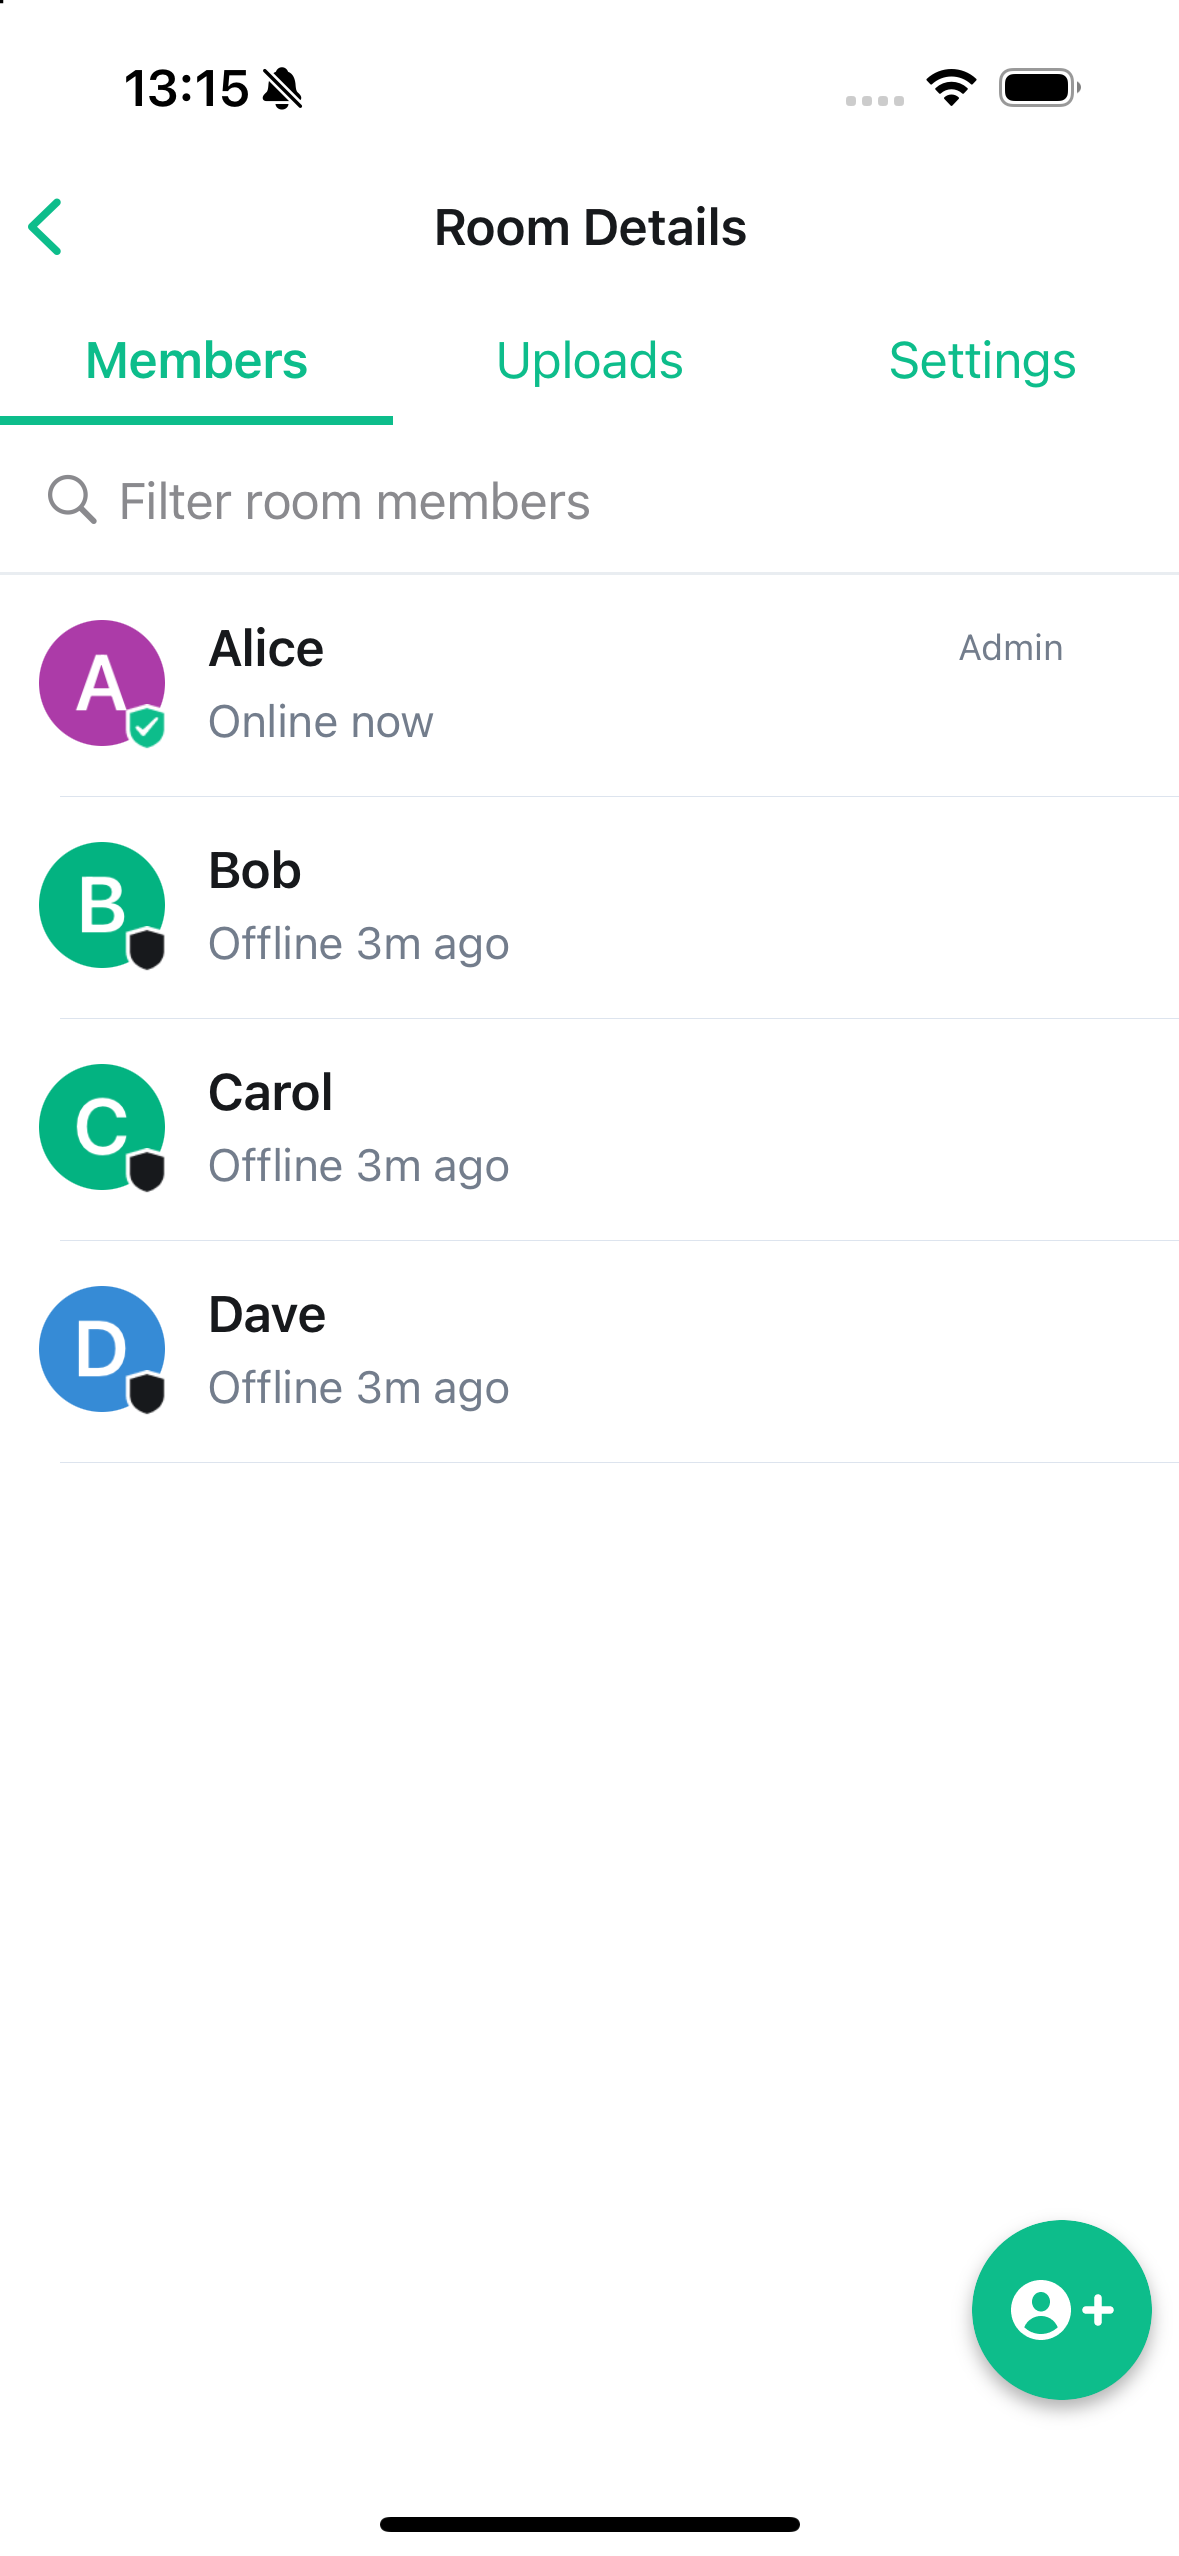 13:15
Room Details
Members Uploads Settings
Filter room members
A
Alice Admin
Online now
B
Bob
Offline 3m ago
C
Carol
Offline 3m ago
D
Dave
Offline 3m ago